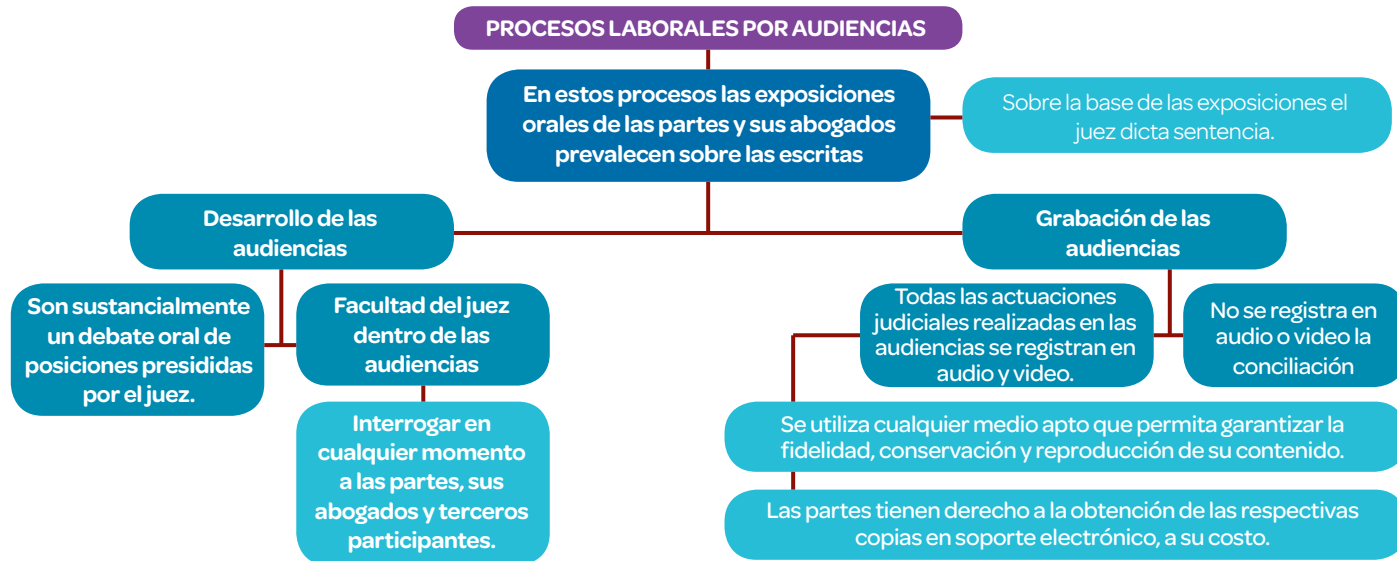 PROCESOS LABORALES POR AUDIENCIAS
En estos procesos las exposiciones
orales de las partes y sus abogados
prevalecen sobre las escritas
Sobre la base de las exposiciones el
juez dicta sentencia.
Desarrollo de las
audiencias
Grabación de las
audiencias
Son sustancialmente
un debate oral de
posiciones presididas
por el juez.
Facultad del juez
dentro de las
audiencias
Todas las actuaciones
judiciales realizadas en las
audiencias se registran en
audio y video.
No se registra en
audio o video la
conciliación
Interrogar en
cualquier momento
a las partes, sus
abogados y terceros
participantes.
Se utiliza cualquier medio apto que permita garantizar la
fidelidad, conservación y reproducción de su contenido.
Las partes tienen derecho a la obtención de las respectivas
copias en soporte electrónico, a su costo.